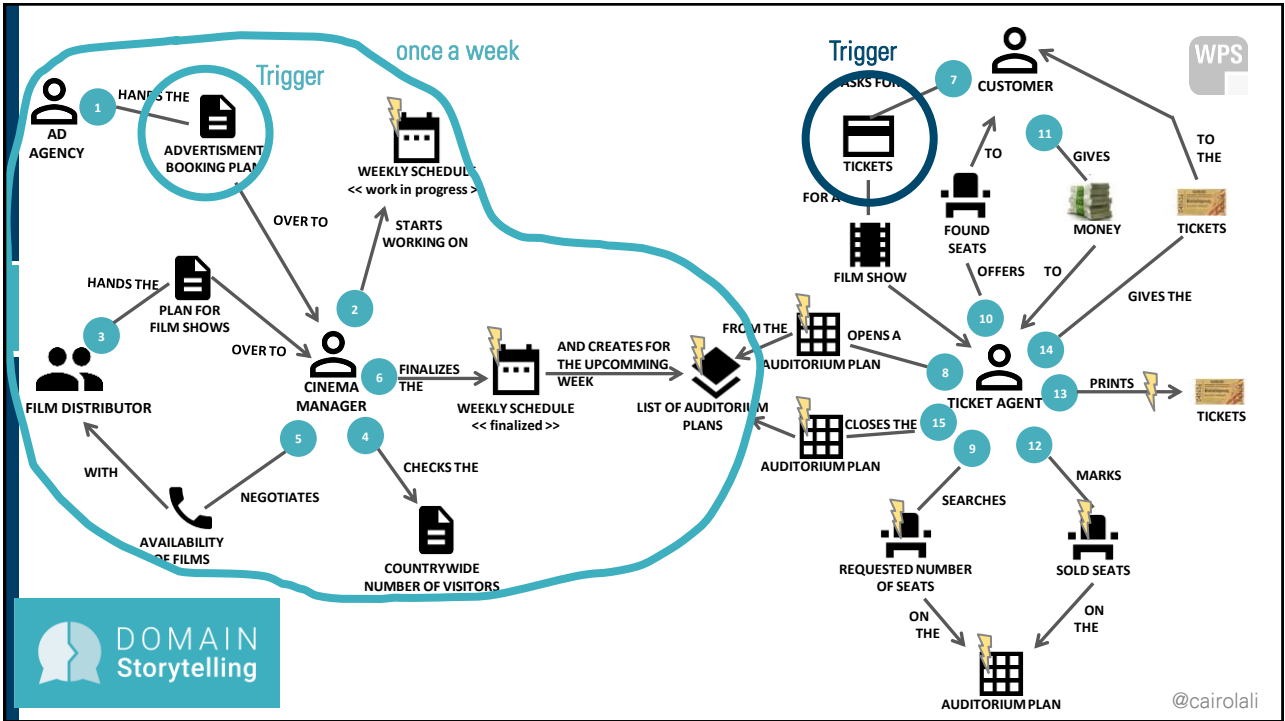 once a week
Trigger
Trigger
WPS
1
HANDS THE
AD
AGENCY
ADVERTISMENT
BOOKING PLAN
WEEKLY SCHEDULE
<< work in progress >
OVER TO
STARTS
WORKING ON
2
HANDS THE
3
PLAN FOR
FILM SHOWS
OVER TO
FILM DISTRIBUTOR
CINEMA
MANAGER
6
FINALIZES
THE
WEEKLY SCHEDULE
<< finalized >>
AND CREATES FOR
THE UPCOMMING
WEEK
LIST OF AUDITORIUM
PLANS
5
4
WITH
NEGOTIATES
CHECKS THE
AVAILABILITY
OF FILMS
COUNTRYWIDE
NUMBER OF VISITORS
7
ASKS FOR
CUSTOMER
TICKETS
FOR A
FILM SHOW
TO
FOUND
SEATS
OFFERS
10
11
GIVES
MONEY
TO
TO
THE
TICKETS
GIVES THE
14
FROM THE
AUDITORIUM PLAN
OPENS A
8
TICKET AGENT
13
PRINTS
TICKETS
CLOSES THE
15
AUDITORIUM PLAN
9
12
SEARCHES
MARKS
REQUESTED NUMBER
OF SEATS
SOLD SEATS
ON
THE
ON
THE
AUDITORIUM PLAN
DOMAIN
Storytelling
@cairolali